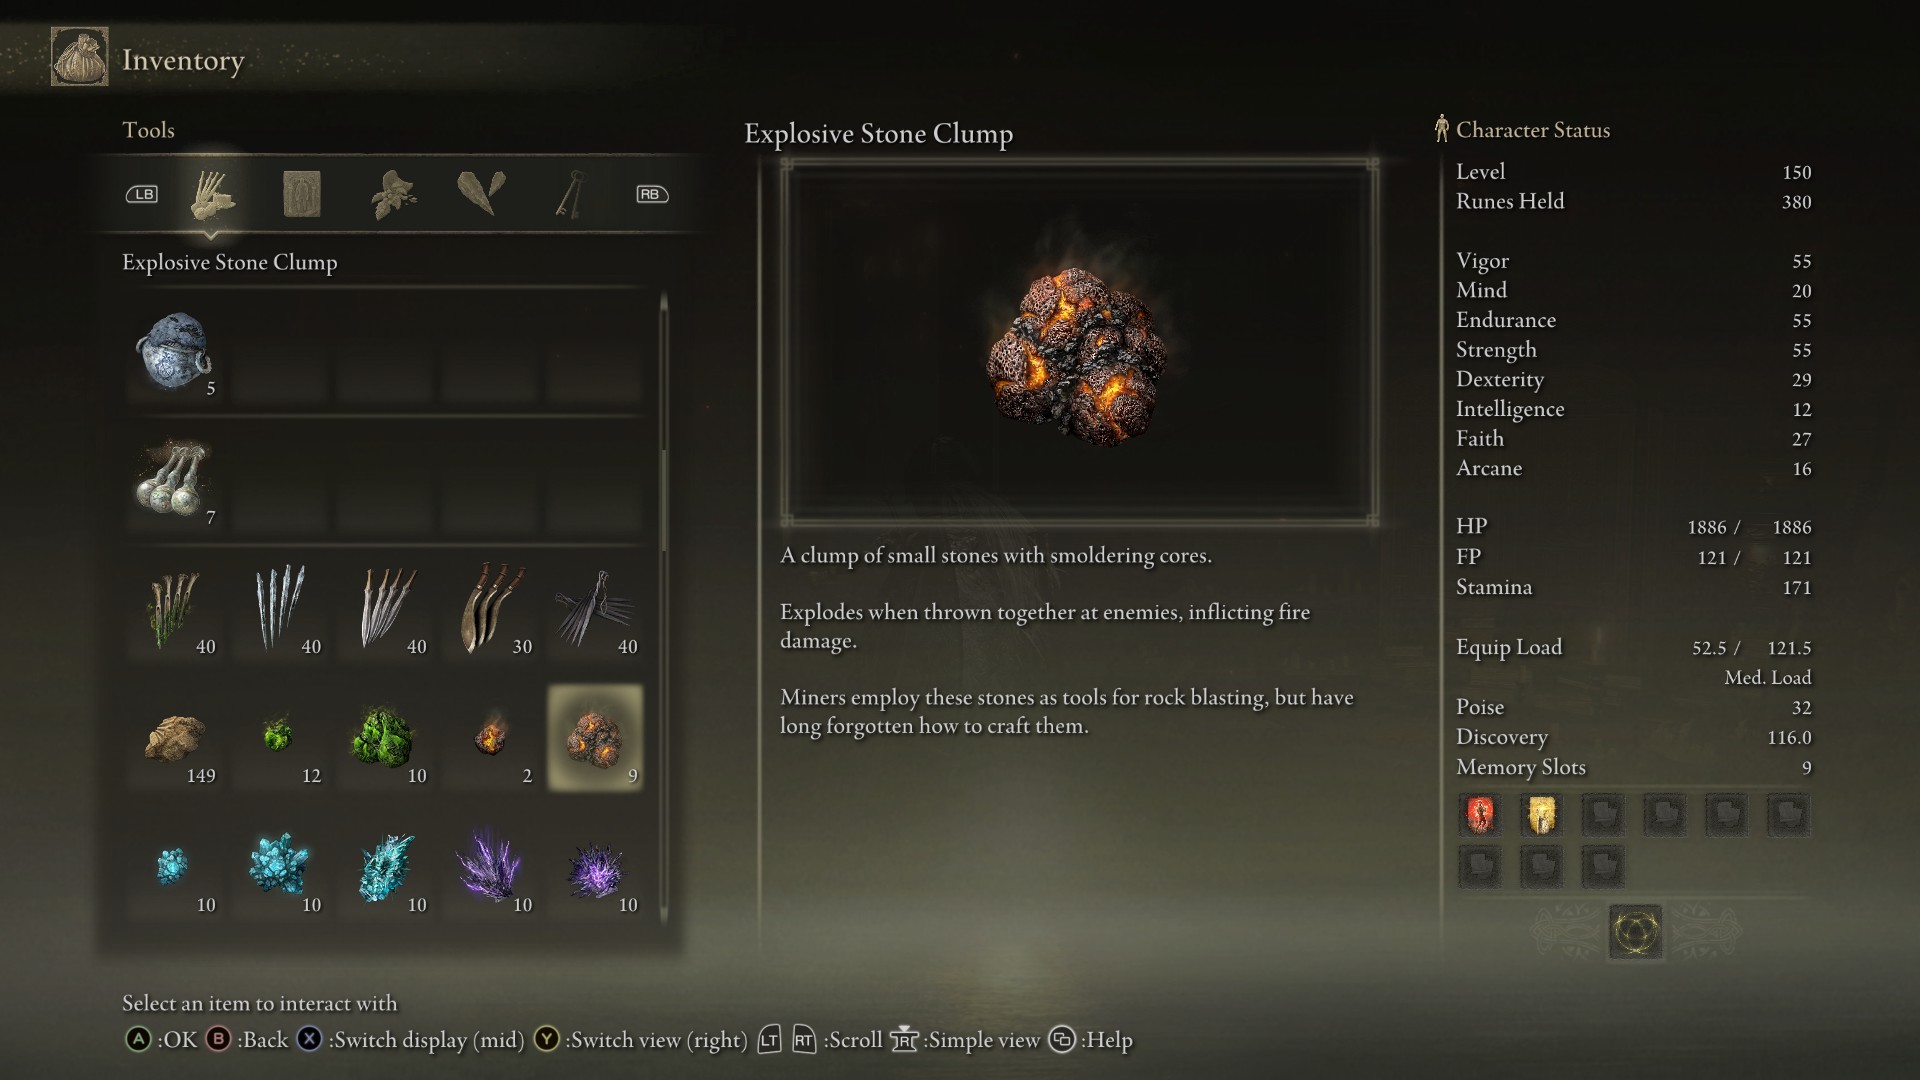 Inventory
Tools
LB
RB
Explosive Stone Clump
5
7
40 40 40 30 40
149 12 10 2 9
10 10 10 10 10
Explosive Stone Clump
A clump of small stones with smoldering cores.
Explodes when thrown together at enemies, inflicting fire
damage.
Miners employ these stones as tools for rock blasting, but have
long forgotten how to craft them.
Character Status
Level 150
Runes Held 380
Vigor 55
Mind 20
Endurance 55
Strength 55
Dexterity 29
Intelligence 12
Faith 27
Arcane 16
HP 1886 / 1886
FP 121 / 121
Stamina 171
Equip Load 52.5 / 121.5
Med. Load
Poise 32
Discovery 116.0
Memory Slots 9
Select an item to interact with
A :OK B :Back X :Switch display (mid) Y :Switch view (right) LT RT :Scroll R :Simple view :Help